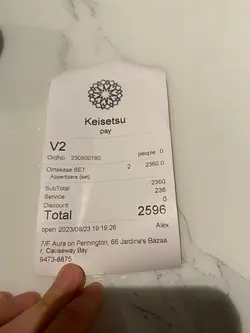 Keisetsu
pay
V2
OrdNo 230800160 people 0
Omakase SET 2 2360.0
Appertizers (set)
SubTotal 2360
Service 236
Discount 0
Total 2596
open 2023/08/23 19:19:26 Alex
7/F Aura on Pennington, 66 Jardine's Bazaa
r, Causeway Bay
9473-8875